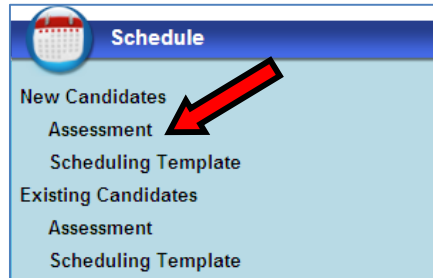 Schedule
New Candidates
Assessment
Scheduling Template
Existing Candidates
Assessment
Scheduling Template